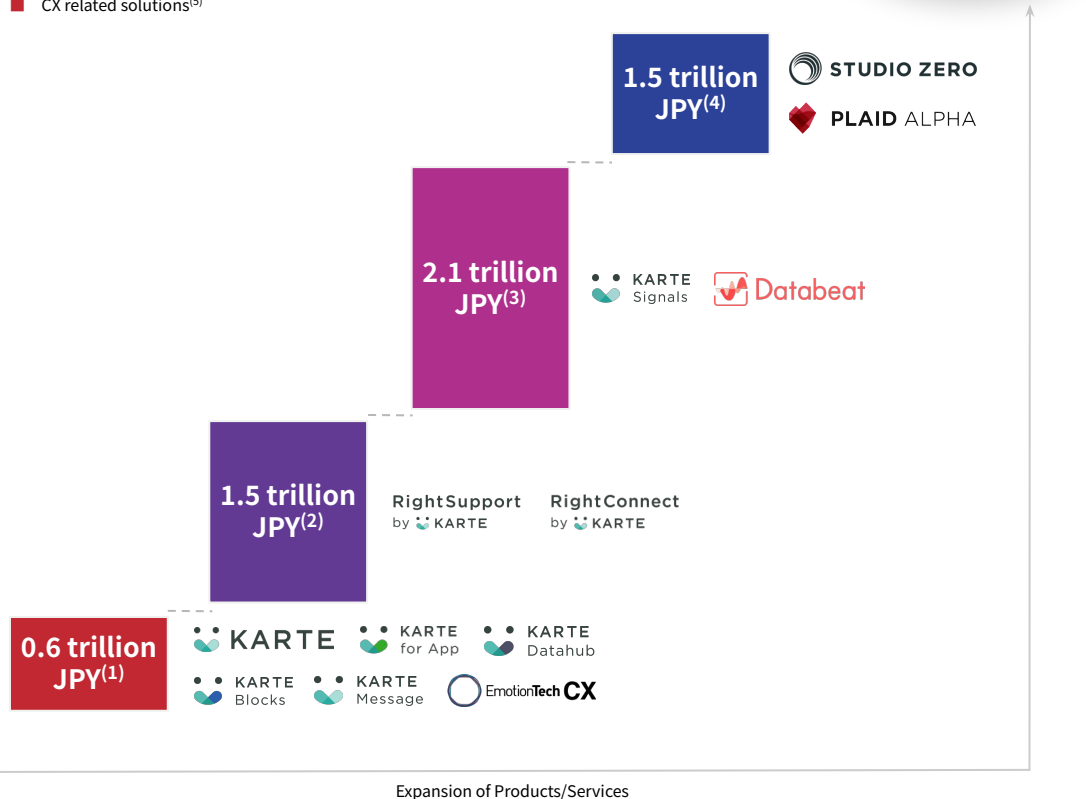 CX related solutions(5)
1.5 trillion
JPY(4)
STUDIO ZERO
PLAID ALPHA
2.1 trillion
JPY(3)
KARTE
Signals
Databeat
1.5 trillion
JPY(2)
RightSupport
by KARTE
RightConnect
by KARTE
0.6 trillion
JPY(1)
KARTE
KARTE
for App
KARTE
Datahub
KARTE
Blocks
KARTE
Message
EmotionTech CX
Expansion of Products/Services